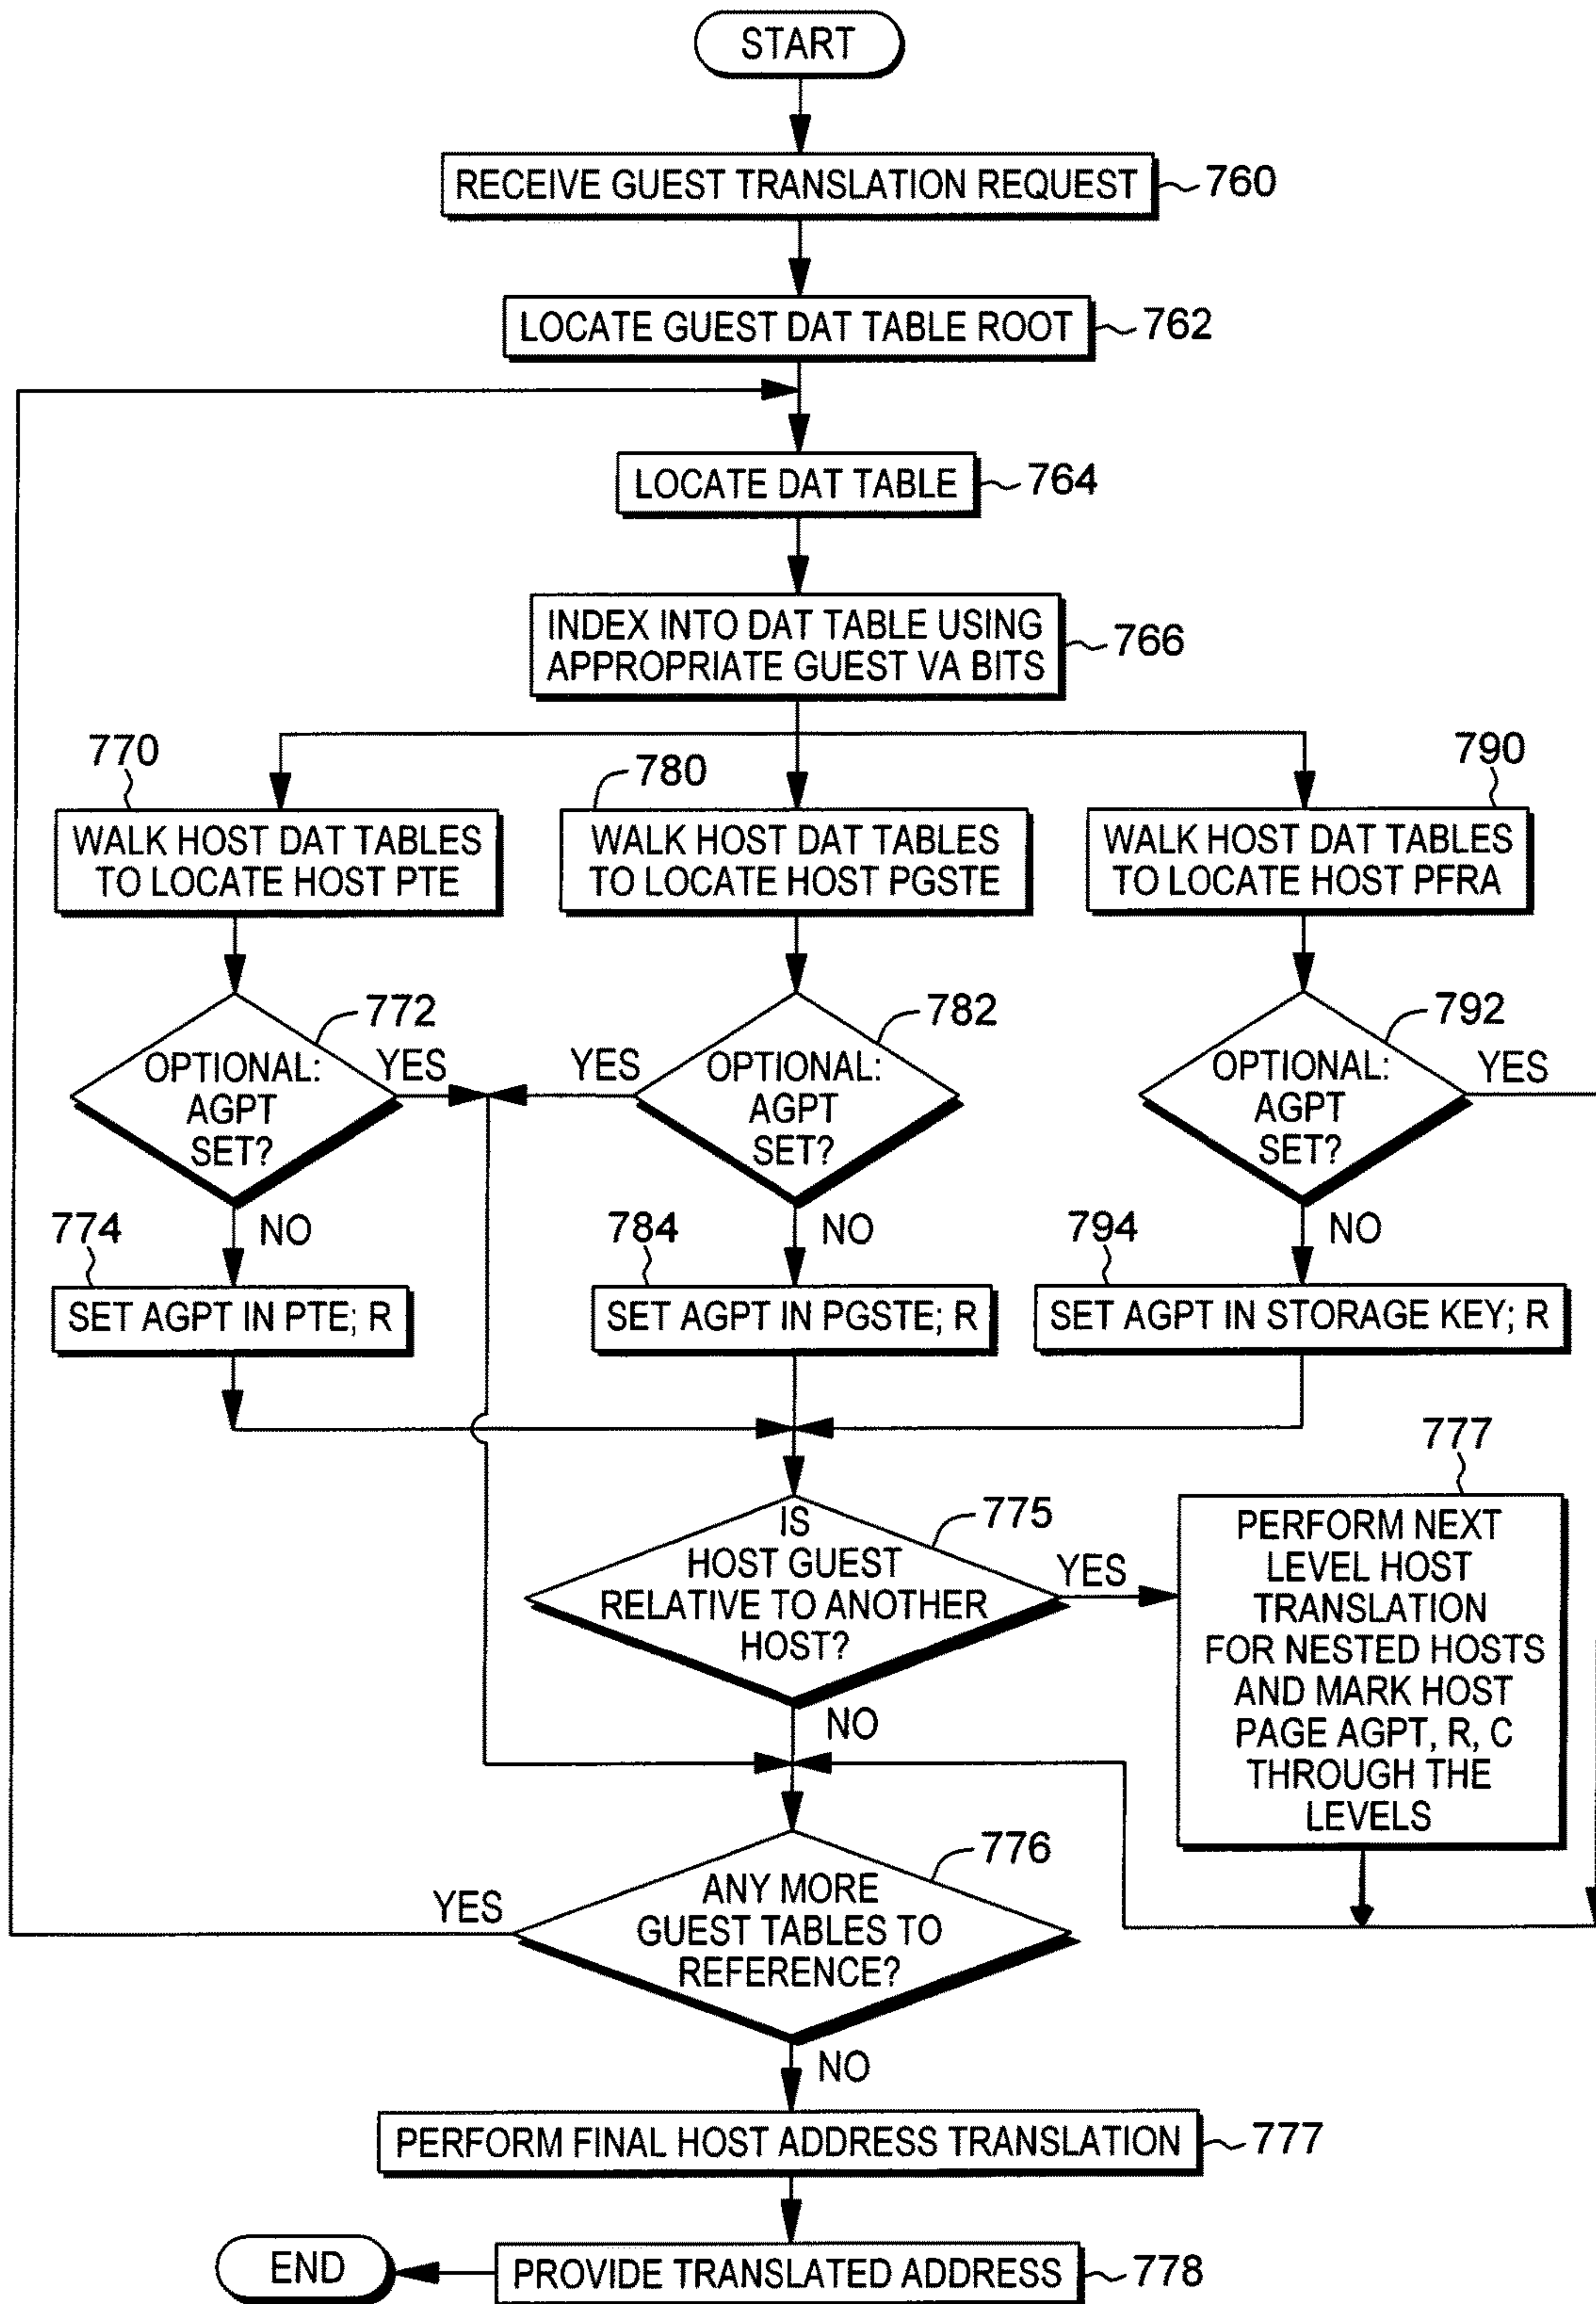 START
RECEIVE GUEST TRANSLATION REQUEST 760
LOCATE GUEST DAT TABLE ROOT 762
LOCATE DAT TABLE 764
INDEX INTO DAT TABLE USING
APPROPRIATE GUEST VA BITS
766
770
WALK HOST DAT TABLES
TO LOCATE HOST PTE
780
WALK HOST DAT TABLES
TO LOCATE HOST PGSTE
790
WALK HOST DAT TABLES
TO LOCATE HOST PFRA
772
OPTIONAL:
AGPT
SET?
YES
NO
782
OPTIONAL:
AGPT
SET?
YES
NO
792
OPTIONAL:
AGPT
SET?
YES
NO
774
SET AGPT IN PTE; R
784
SET AGPT IN PGSTE; R
794
SET AGPT IN STORAGE KEY; R
775
IS
HOST GUEST
RELATIVE TO ANOTHER
HOST?
YES
NO
777
PERFORM NEXT
LEVEL HOST
TRANSLATION
FOR NESTED HOSTS
AND MARK HOST
PAGE AGPT, R, C
THROUGH THE
LEVELS
776
ANY MORE
GUEST TABLES TO
REFERENCE?
YES
NO
PERFORM FINAL HOST ADDRESS TRANSLATION 777
PROVIDE TRANSLATED ADDRESS 778
END